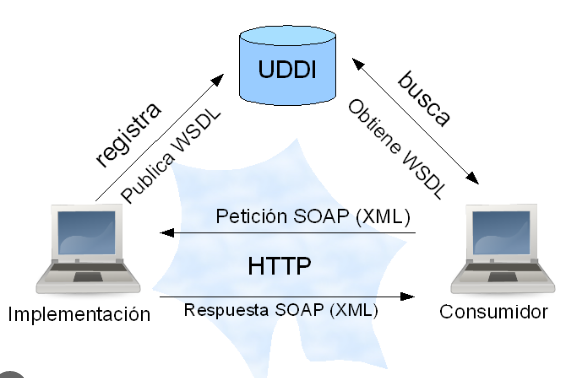 UDDI
registra
Publica WSDL
busca
Obtiene WSDL
Petición SOAP (XML)
HTTP
Respuesta SOAP (XML)
Implementación
Consumidor